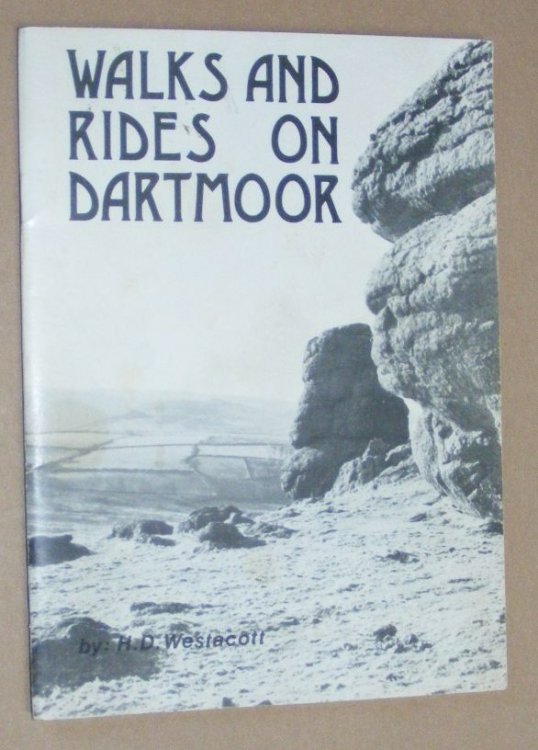 WALKS AND
RIDES ON
DARTMOOR
by: H.D. Westacott